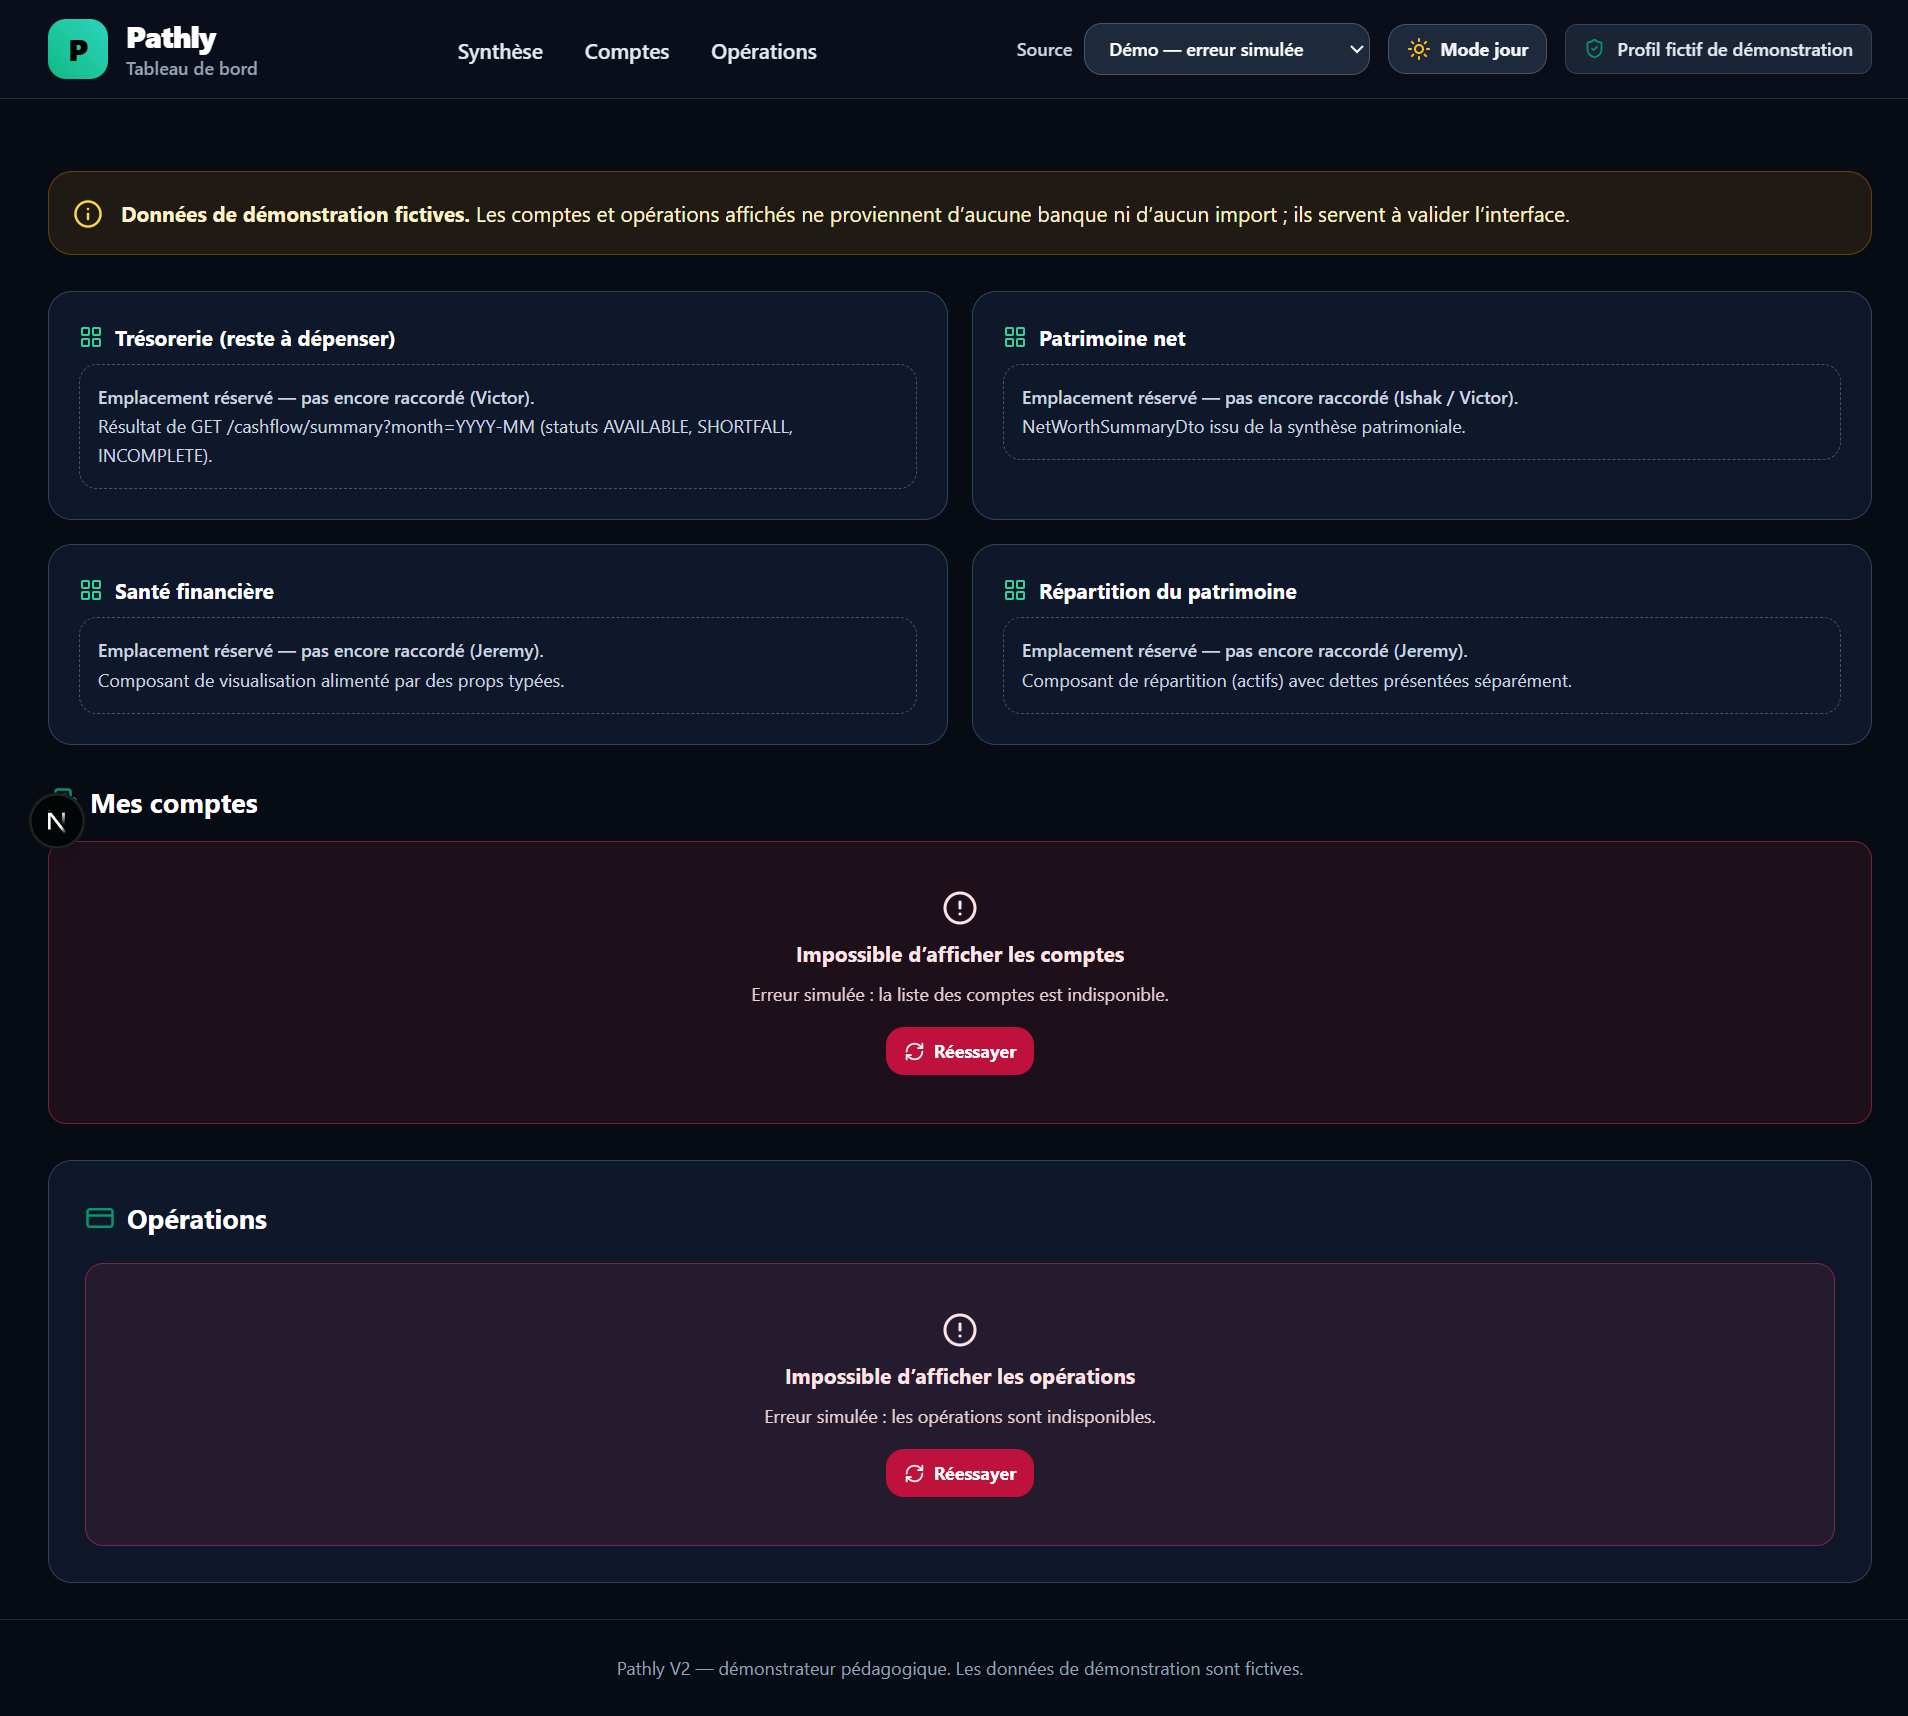 P
Pathly
Tableau de bord
Synthèse
Comptes
Opérations
Source
Démo — erreur simulée
Mode jour
Profil fictif de démonstration
Données de démonstration fictives. Les comptes et opérations affichés ne proviennent d’aucune banque ni d’aucun import ; ils servent à valider l’interface.
Trésorerie (reste à dépenser)
Emplacement réservé — pas encore raccordé (Victor).
Résultat de GET /cashflow/summary?month=YYYY-MM (statuts AVAILABLE, SHORTFALL,
INCOMPLETE).
Patrimoine net
Emplacement réservé — pas encore raccordé (Ishak / Victor).
NetWorthSummaryDto issu de la synthèse patrimoniale.
Santé financière
Emplacement réservé — pas encore raccordé (Jeremy).
Composant de visualisation alimenté par des props typées.
Répartition du patrimoine
Emplacement réservé — pas encore raccordé (Jeremy).
Composant de répartition (actifs) avec dettes présentées séparément.
N
Mes comptes
Impossible d’afficher les comptes
Erreur simulée : la liste des comptes est indisponible.
Réessayer
Opérations
Impossible d’afficher les opérations
Erreur simulée : les opérations sont indisponibles.
Réessayer
Pathly V2 — démonstrateur pédagogique. Les données de démonstration sont fictives.